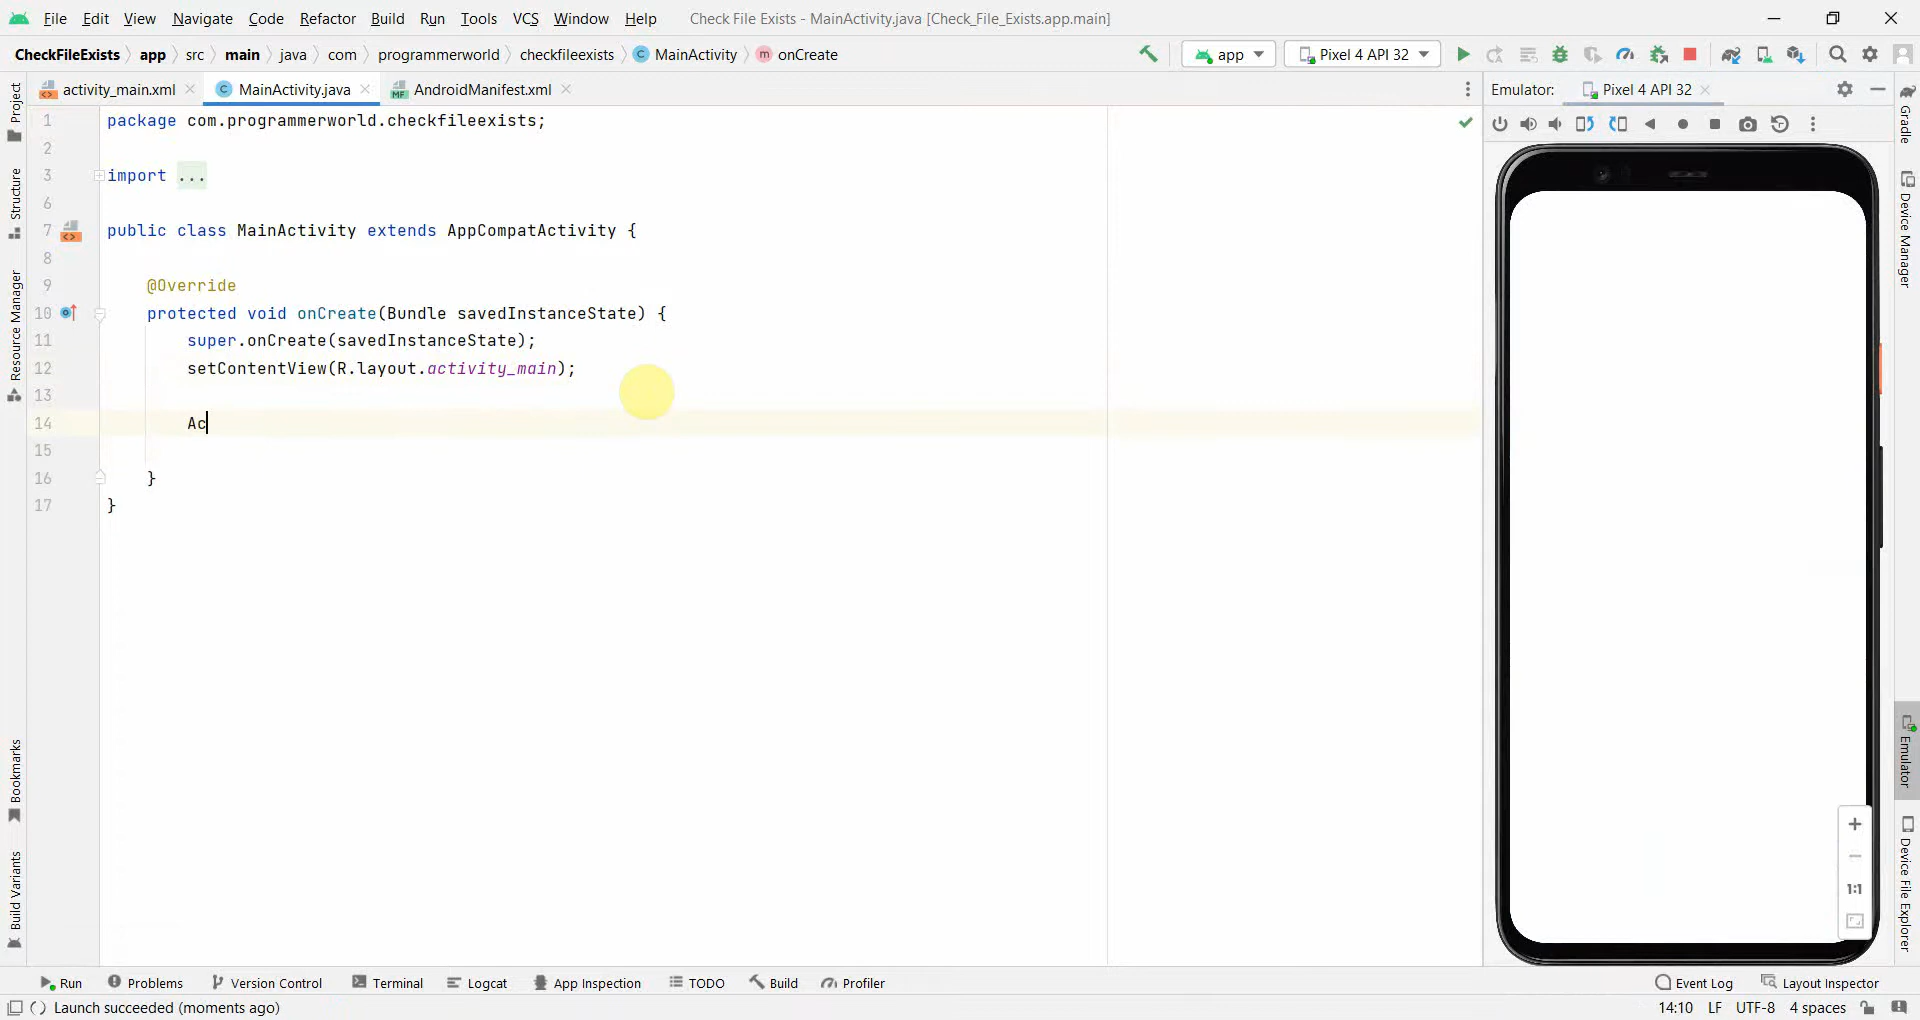 File Edit View Navigate Code Refactor Build Run Tools VCS Window Help Check File Exists - MainActivity.java [Check_File_Exists.app.main]
CheckFileExists app src main java com programmerworld checkfileexists C MainActivity m onCreate app Pixel 4 API 32
activity_main.xml C MainActivity.java MF AndroidManifest.xml Emulator: Pixel 4 API 32
1 package com.programmerworld.checkfileexists;
2
3 import ...
6
7 public class MainActivity extends AppCompatActivity {
8
9 @Override
10 protected void onCreate(Bundle savedInstanceState) {
11 super.onCreate(savedInstanceState);
12 setContentView(R.layout.activity_main);
13
14 Ac
15
16 }
17 }
Project
Structure
Resource Manager
Bookmarks
Build Variants
Gradle
Device Manager
Emulator
Device File Explorer
1:1
Run Problems Version Control Terminal Logcat App Inspection TODO Build Profiler Event Log Layout Inspector
Launch succeeded (moments ago) 14:10 LF UTF-8 4 spaces